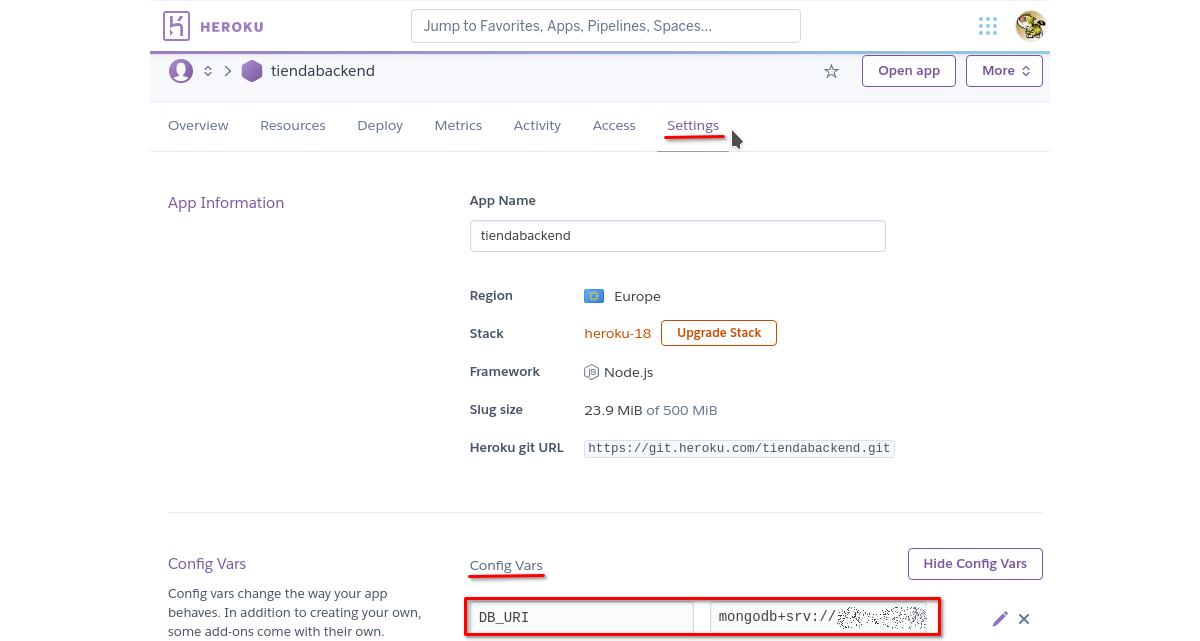 HEROKU
Jump to Favorites, Apps, Pipelines, Spaces...
tiendabackend
Open app
More
Overview
Resources
Deploy
Metrics
Activity
Access
Settings
App Information
App Name
tiendabackend
Region
Europe
Stack
heroku-18
Upgrade Stack
Framework
JS
Node.js
Slug size
23.9 MiB of 500 MiB
Heroku git URL
https://git.heroku.com/tiendabackend.git
Config Vars
Config vars change the way your app
behaves. In addition to creating your own,
some add-ons come with their own.
Config Vars
Hide Config Vars
DB_URI
mongodb+srv://